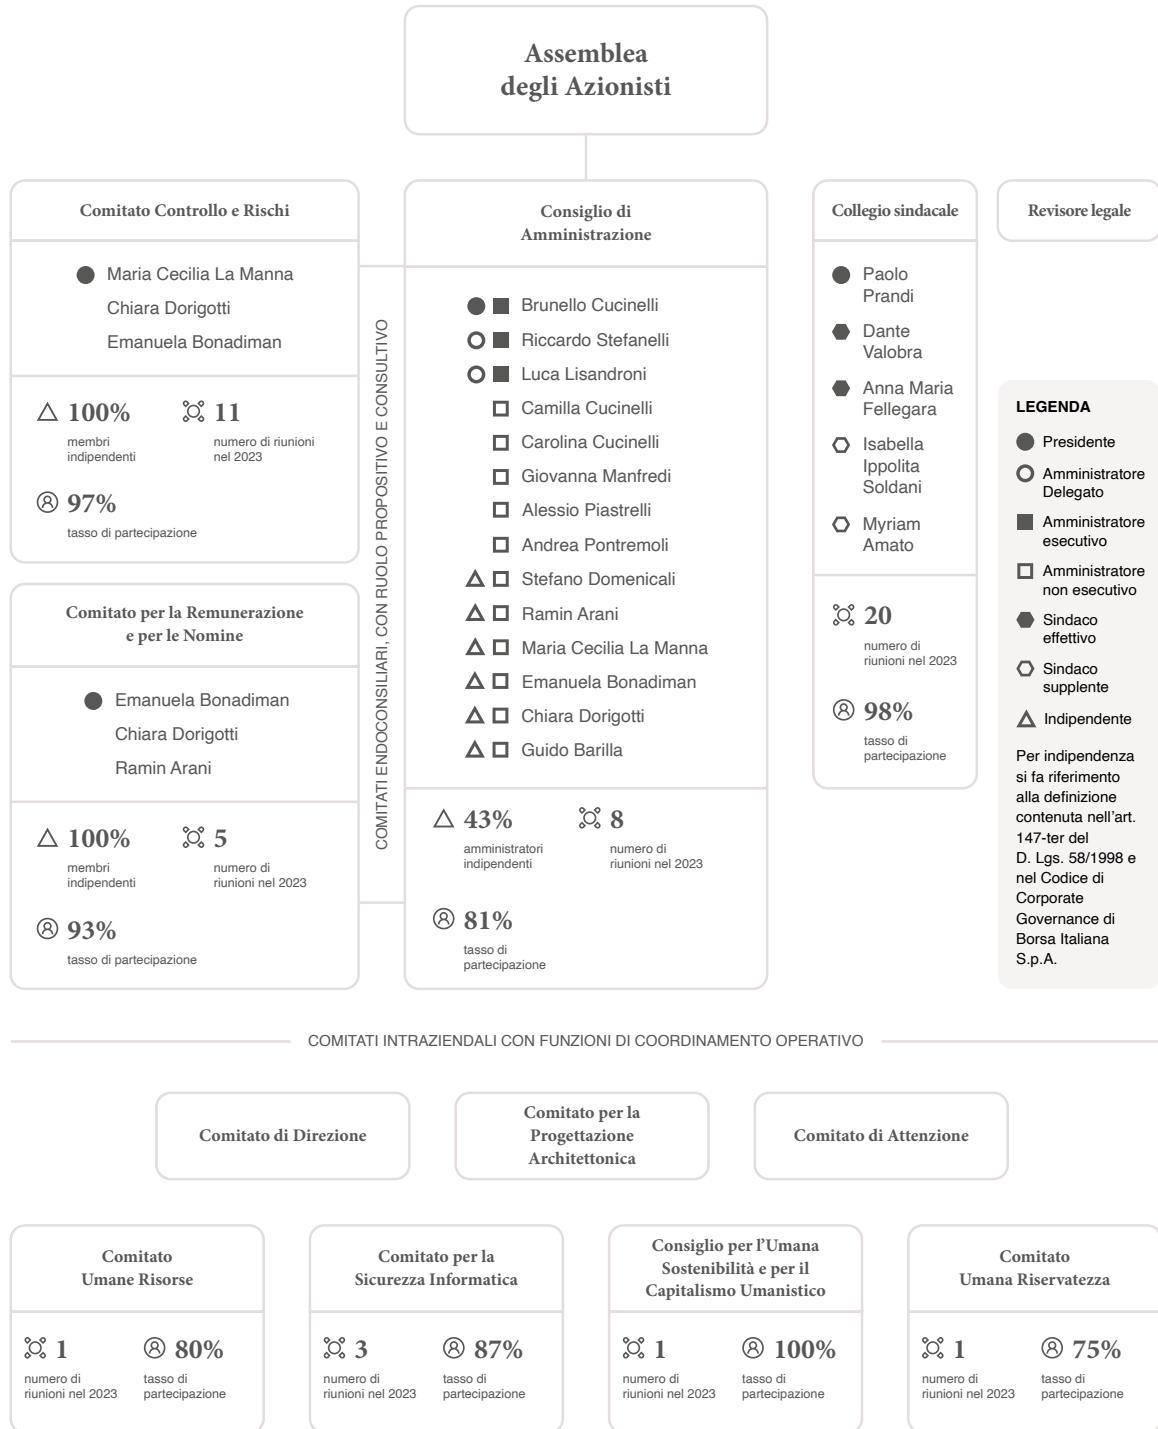 Assemblea
degli Azionisti
Comitato Controllo e Rischi
Maria Cecilia La Manna
Chiara Dorigotti
Emanuela Bonadiman
100%
membri
indipendenti
11
numero di riunioni
nel 2023
97%
tasso di partecipazione
Comitato per la Remunerazione
e per le Nomine
Emanuela Bonadiman
Chiara Dorigotti
Ramin Arani
100%
membri
indipendenti
5
numero di
riunioni nel 2023
93%
tasso di partecipazione
COMITATI ENDOCONSILIARI, CON RUOLO PROPOSITIVO E CONSULTIVO
Consiglio di
Amministrazione
Brunello Cucinelli
Riccardo Stefanelli
Luca Lisandroni
Camilla Cucinelli
Carolina Cucinelli
Giovanna Manfredi
Alessio Piastrelli
Andrea Pontremoli
Stefano Domenicali
Ramin Arani
Maria Cecilia La Manna
Emanuela Bonadiman
Chiara Dorigotti
Guido Barilla
43%
amministratori
indipendenti
8
numero di
riunioni nel 2023
81%
tasso di
partecipazione
Collegio sindacale
Paolo
Prandi
Dante
Valobra
Anna Maria
Fellegara
Isabella
Ippolita
Soldani
Myriam
Amato
20
numero di
riunioni nel 2023
98%
tasso di
partecipazione
Revisore legale
LEGENDA
Presidente
Amministratore
Delegato
Amministratore
esecutivo
Amministratore
non esecutivo
Sindaco
effettivo
Sindaco
supplente
Indipendente
Per indipendenza
si fa riferimento
alla definizione
contenuta nell'art.
147-ter del
D. Lgs. 58/1998 e
nel Codice di
Corporate
Governance di
Borsa Italiana
S.p.A.
COMITATI INTRAZIENDALI CON FUNZIONI DI COORDINAMENTO OPERATIVO
Comitato di Direzione
Comitato per la
Progettazione
Architettonica
Comitato di Attenzione
Comitato
Umane Risorse
1
numero di
riunioni nel 2023
80%
tasso di
partecipazione
Comitato per la
Sicurezza Informatica
3
numero di
riunioni nel 2023
87%
tasso di
partecipazione
Consiglio per l'Umana
Sostenibilità e per il
Capitalismo Umanistico
1
numero di
riunioni nel 2023
100%
tasso di
partecipazione
Comitato
Umana Riservatezza
1
numero di
riunioni nel 2023
75%
tasso di
partecipazione